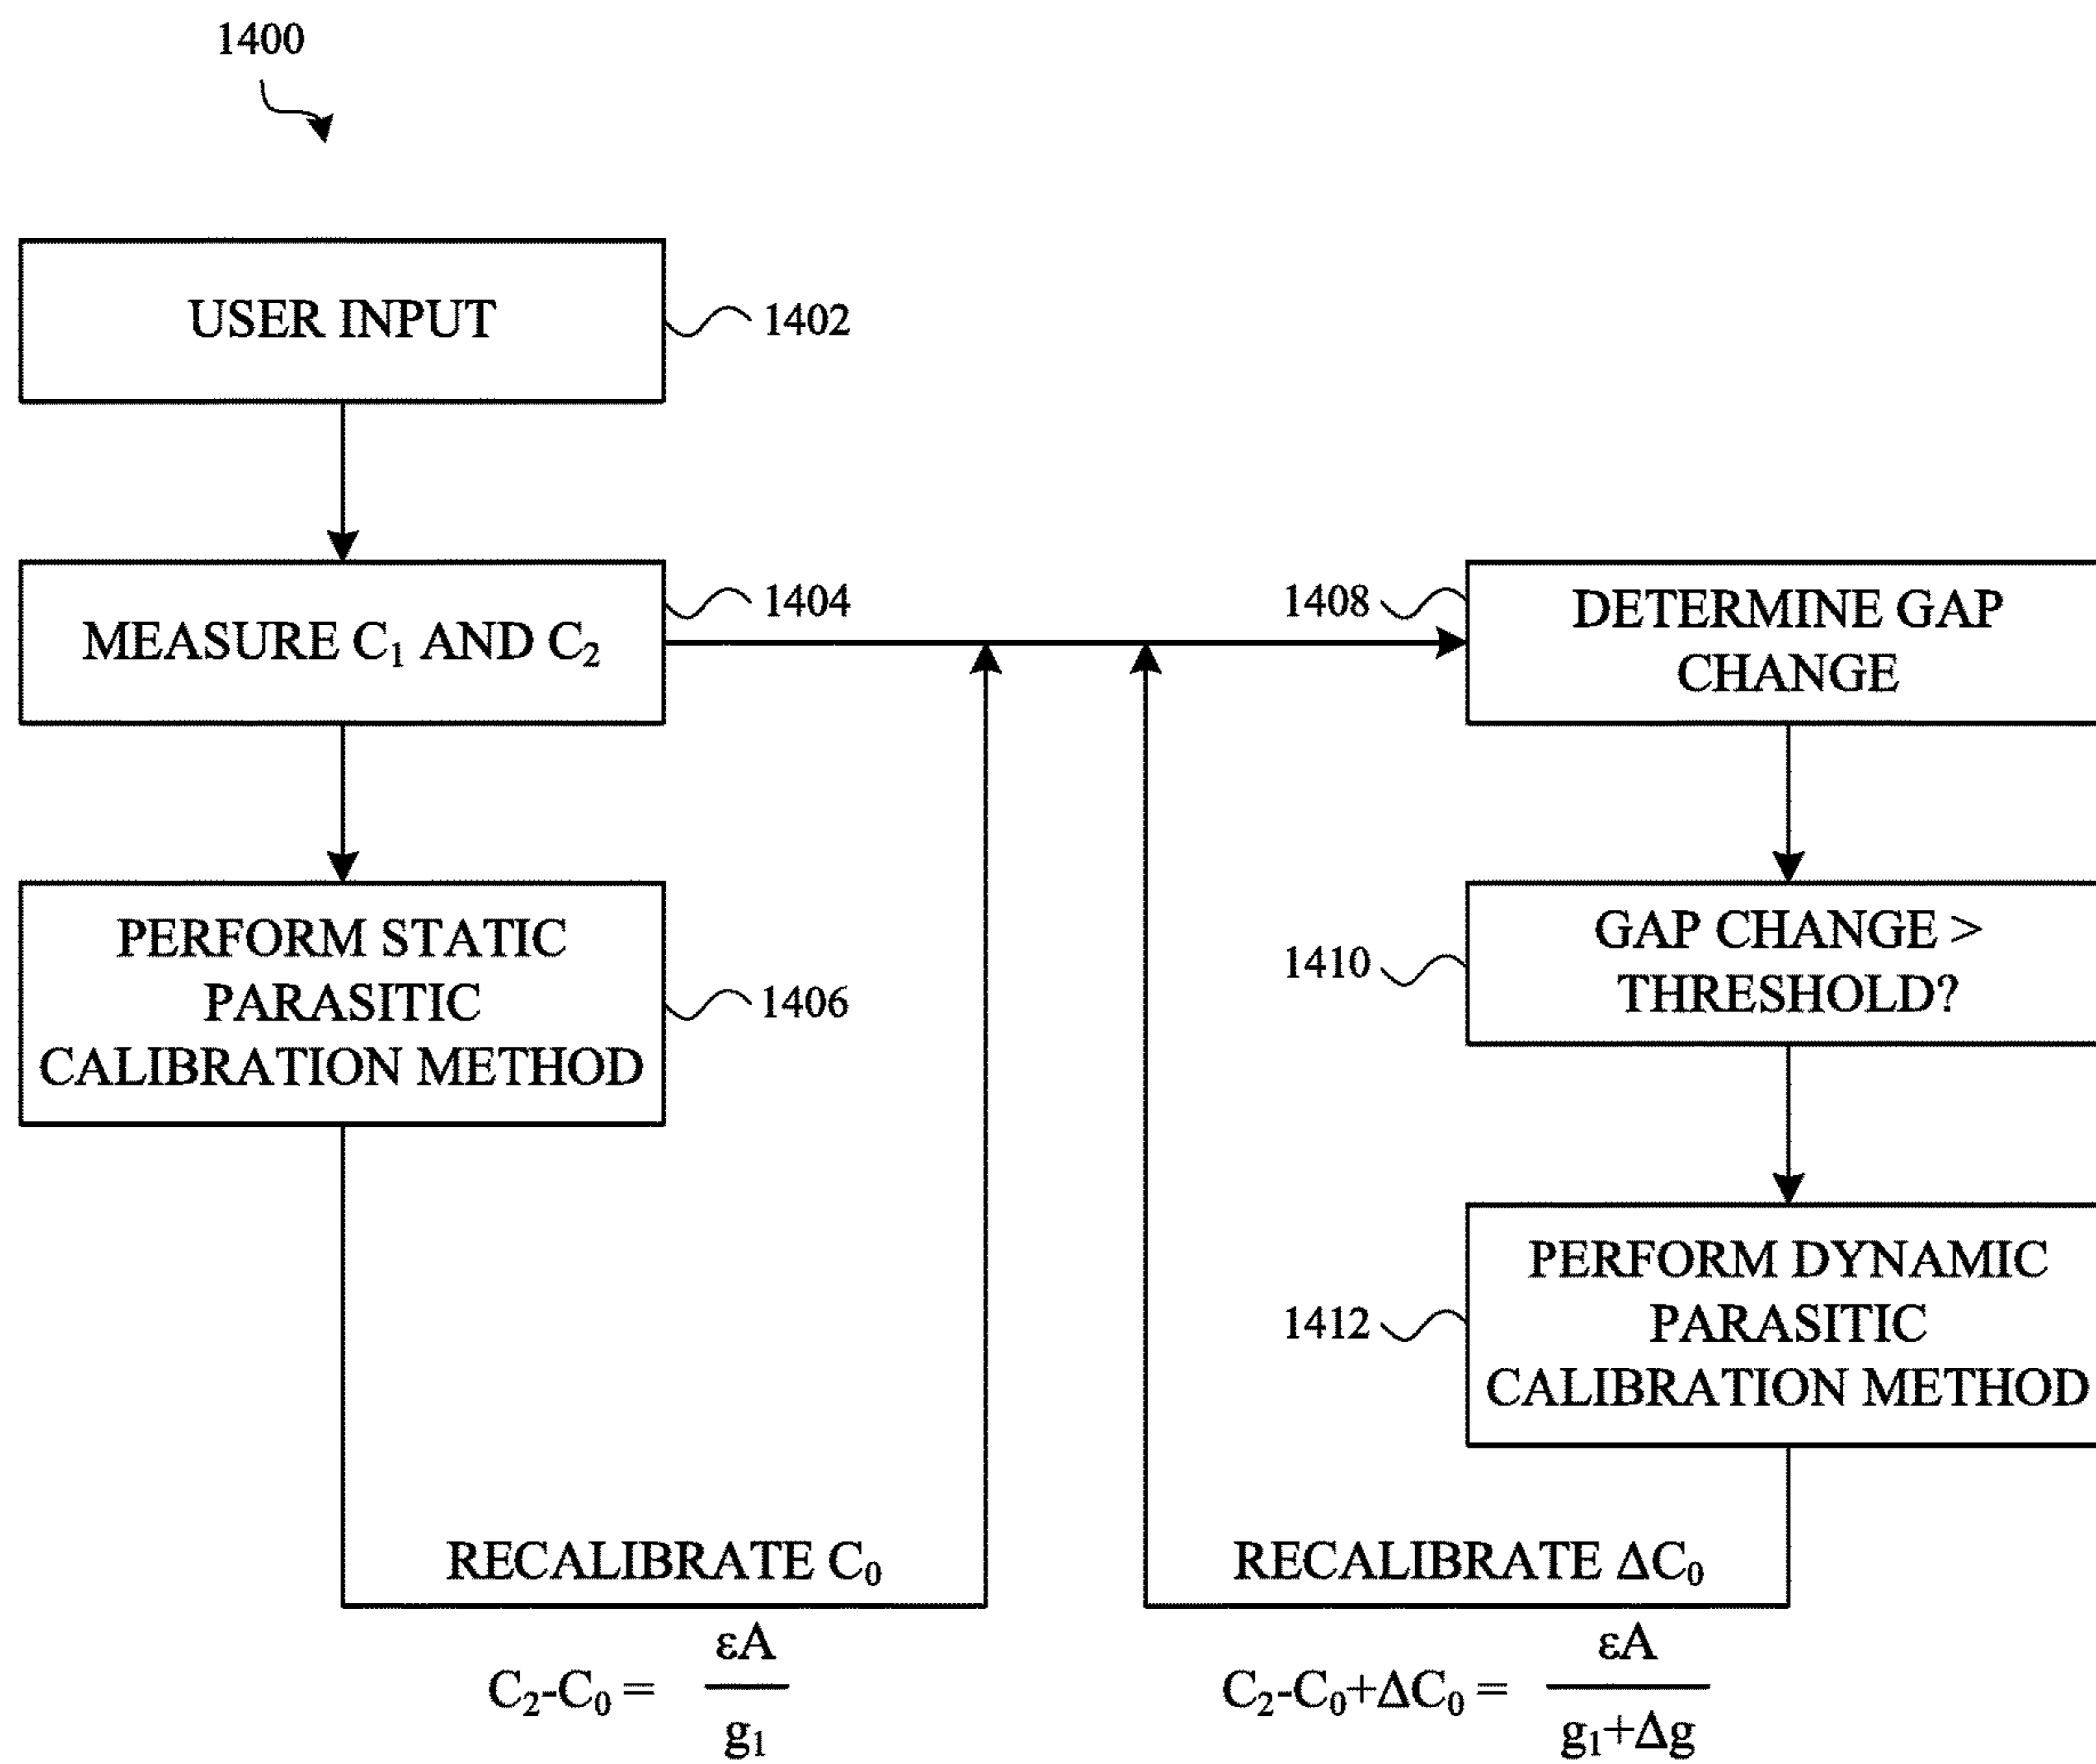 1400
USER INPUT
1402
MEASURE C₁ AND C₂
1404
PERFORM STATIC
PARASITIC
CALIBRATION METHOD
1406
RECALIBRATE C₀
C₂-C₀ = εA / g₁
1408
DETERMINE GAP
CHANGE
1410
GAP CHANGE >
THRESHOLD?
1412
PERFORM DYNAMIC
PARASITIC
CALIBRATION METHOD
RECALIBRATE ΔC₀
C₂-C₀+ΔC₀ = εA / g₁+Δg